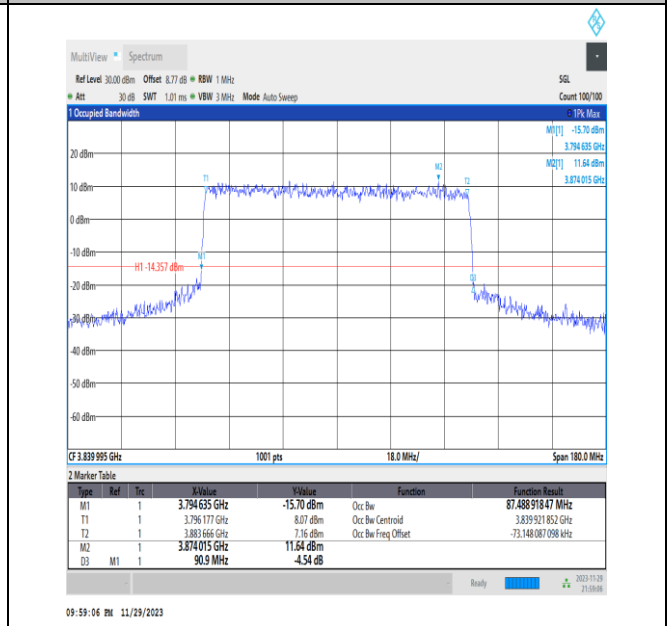 MultiView Spectrum
Ref Level 30.00 dBm Offset 8.77 dB RBW 1 MHz SGL
Att 30 dB SWT 1.01 ms VBW 3 MHz Mode Auto Sweep Count 100/100
1 Occupied Bandwidth 1Pk Max
M1[1] -15.70 dBm
3.794 635 GHz
M2[1] 11.64 dBm
3.874 015 GHz
20 dBm
M2
T1 T2
10 dBm
0 dBm
-10 dBm
M1
H1 -14.357 dBm
D3
-20 dBm
-30 dBm
-40 dBm
-50 dBm
-60 dBm
CF 3.839 995 GHz 1001 pts 18.0 MHz/ Span 180.0 MHz
2 Marker Table
Type Ref Trc X-Value Y-Value Function Function Result
M1 1 3.794 635 GHz -15.70 dBm Occ Bw 87.488 918 47 MHz
T1 1 3.796 177 GHz 8.07 dBm Occ Bw Centroid 3.839 921 852 GHz
T2 1 3.883 666 GHz 7.16 dBm Occ Bw Freq Offset -73.148 087 098 kHz
M2 1 3.874 015 GHz 11.64 dBm
D3 M1 1 90.9 MHz -4.54 dB
Ready 2023-11-29
21:59:06
09:59:06 PM 11/29/2023